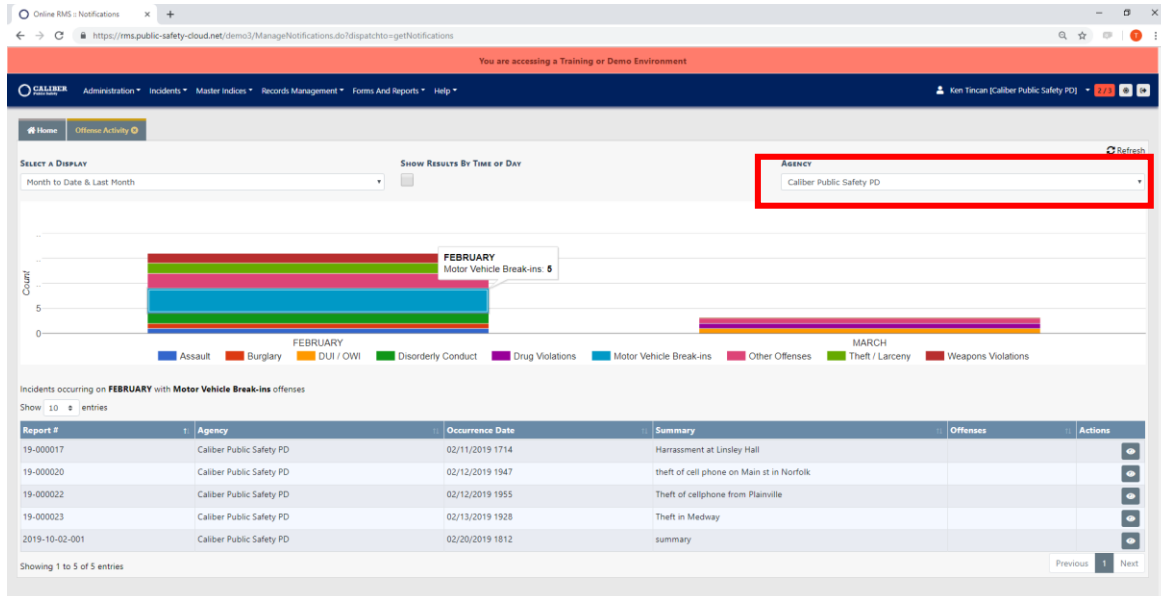 Online RMS :: Notifications
https://rms.public-safety-cloud.net/demo3/ManageNotifications.do?dispatchto=getNotifications
You are accessing a Training or Demo Environment
CALIBER Administration Incidents Master Indices Records Management Forms And Reports Help Ken Tincan [Caliber Public Safety PD] 2/3
Public Safety
Home Offense Activity
Refresh
SELECT A DISPLAY SHOW RESULTS BY TIME OF DAY AGENCY
Month to Date & Last Month Caliber Public Safety PD
FEBRUARY
Motor Vehicle Break-ins: 5
Count
5
0
FEBRUARY MARCH
Assault Burglary DUI / OWI Disorderly Conduct Drug Violations Motor Vehicle Break-ins Other Offenses Theft / Larceny Weapons Violations
Incidents occurring on FEBRUARY with Motor Vehicle Break-ins offenses
Show 10 entries
Report # Agency Occurrence Date Summary Offenses Actions
19-000017 Caliber Public Safety PD 02/11/2019 1714 Harrassment at Linsley Hall
19-000020 Caliber Public Safety PD 02/12/2019 1947 theft of cell phone on Main st in Norfolk
19-000022 Caliber Public Safety PD 02/12/2019 1955 Theft of cellphone from Plainville
19-000023 Caliber Public Safety PD 02/13/2019 1928 Theft in Medway
2019-10-02-001 Caliber Public Safety PD 02/20/2019 1812 summary
Showing 1 to 5 of 5 entries Previous 1 Next